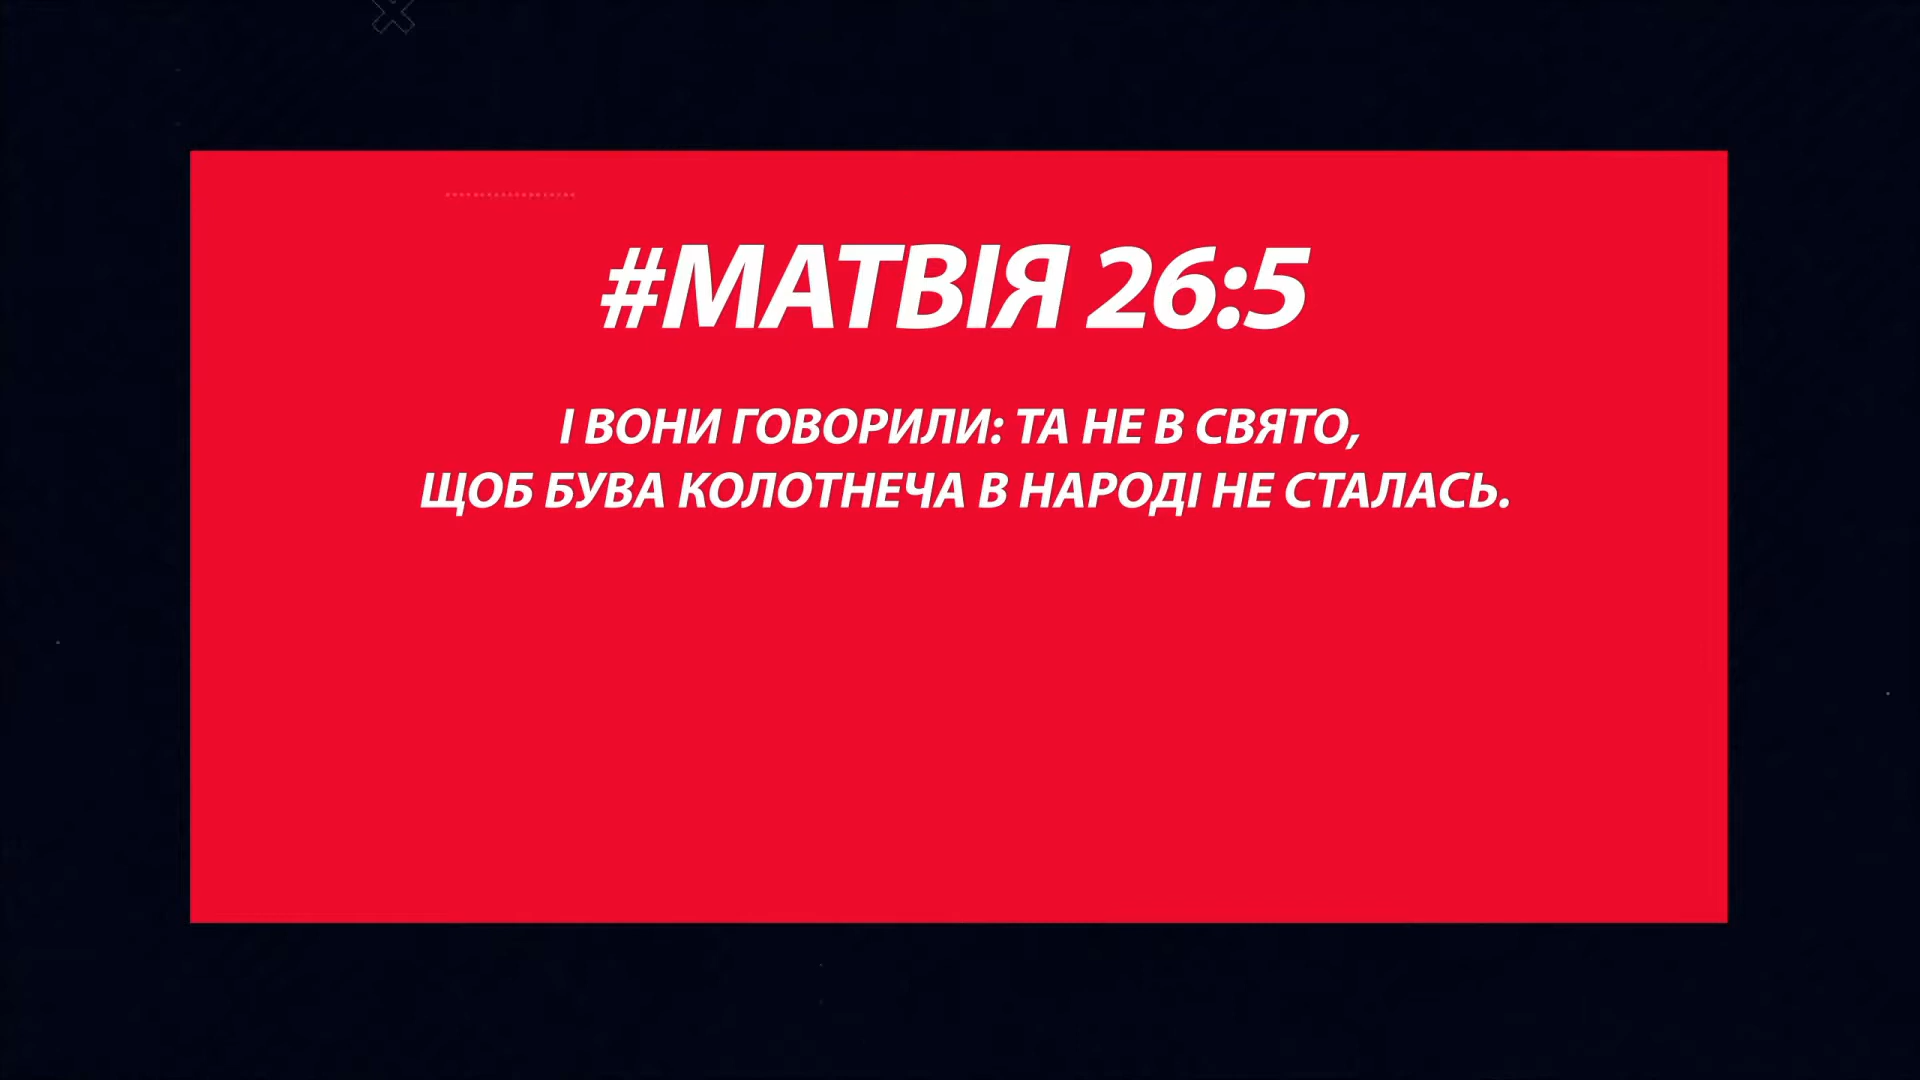 #МАТВІЯ 26:5
І ВОНИ ГОВОРИЛИ: ТА НЕ В СВЯТО,
ЩОБ БУВА КОЛОТНЕЧА В НАРОДІ НЕ СТАЛАСЬ.